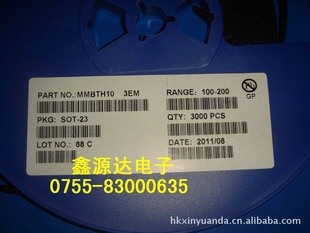 PART NO.:MMBTH10 3EM
RANGE: 100-200
GP
PKG: SOT-23
QTY: 3000 PCS
LOT NO.: 88 C
DATE: 2011/08
鑫源达电子
0755-83000635
hkxinyuanda.cn.alibaba.com